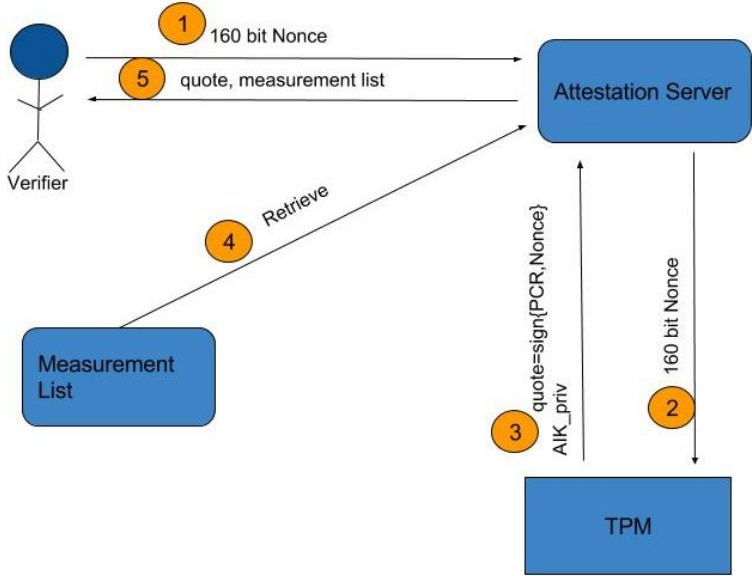 1
160 bit Nonce
5
quote, measurement list
Attestation Server
Verifier
4
Retrieve
Measurement
List
3
quote=sign{PCR,Nonce}
AIK_priv
2
160 bit Nonce
TPM